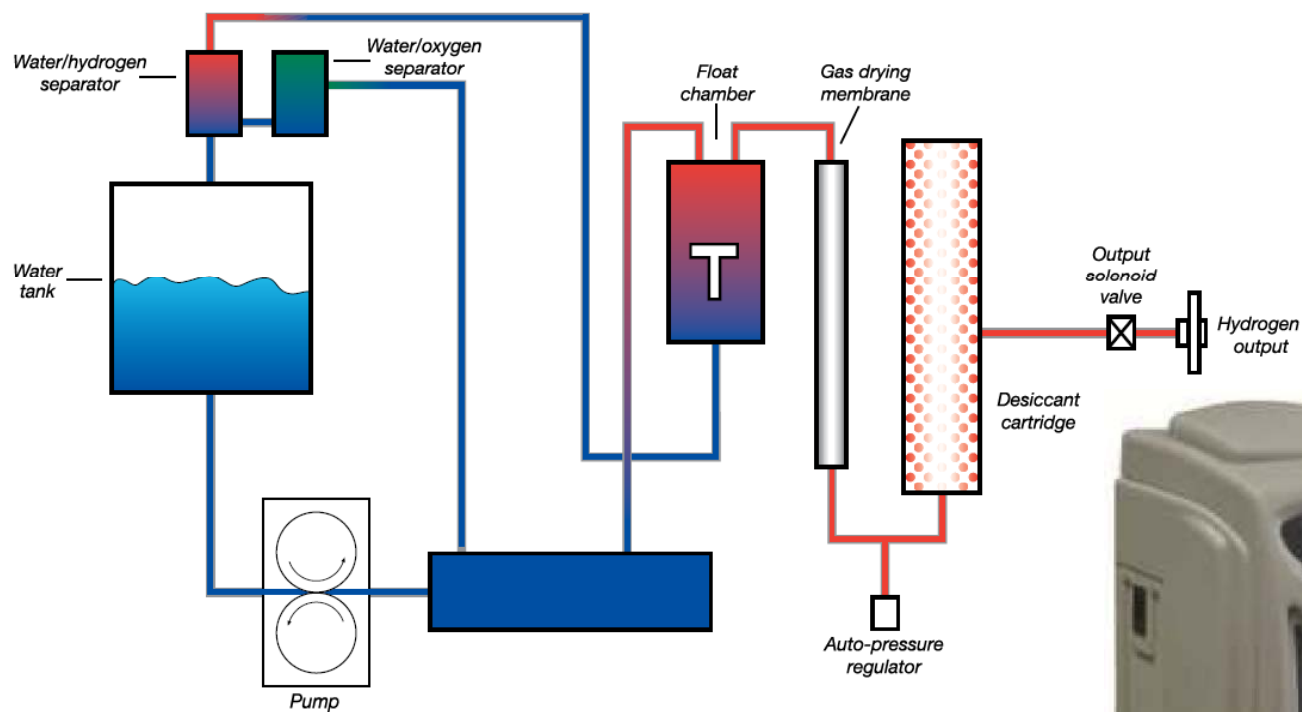 Water/hydrogen
separator
Water/oxygen
separator
Float
chamber
Gas drying
membrane
Water
tank
T
Output
solonoid
valve
Hydrogen
output
Desiccant
cartridge
Auto-pressure
regulator
Pump